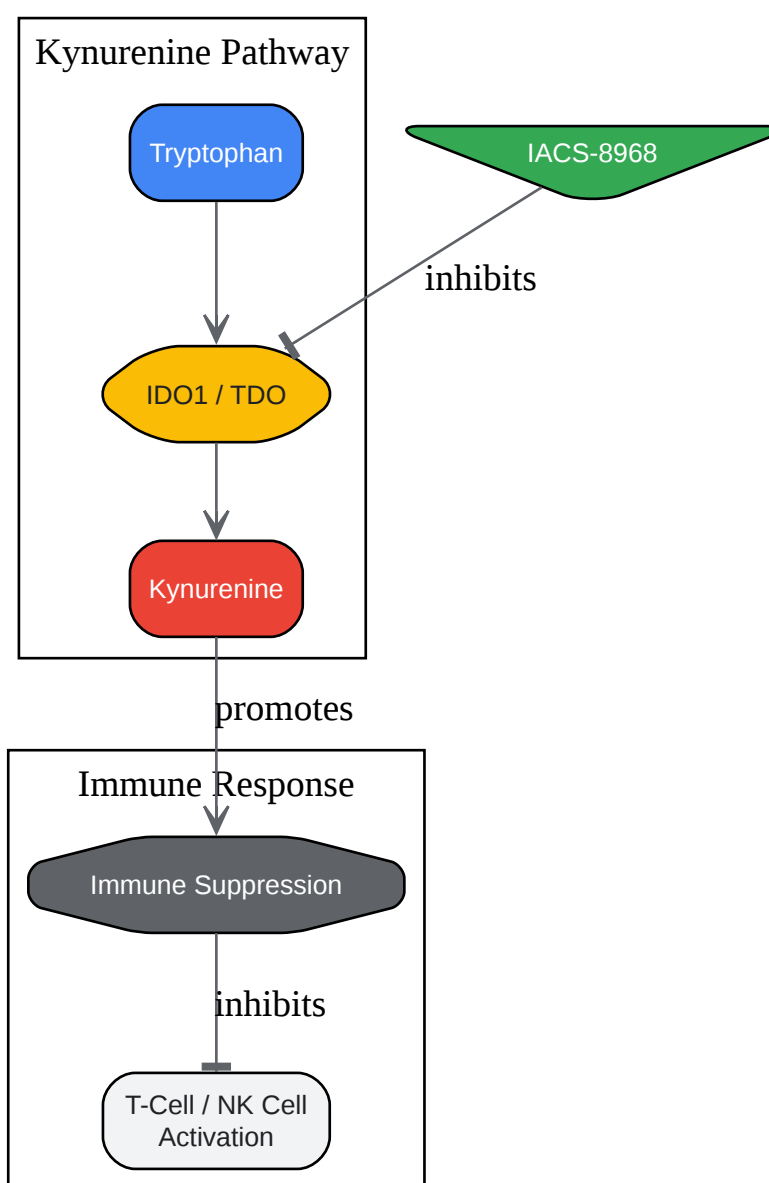 Kynurenine Pathway
Tryptophan
IACS-8968
inhibits
IDO1 / TDO
Kynurenine
promotes
Immune Response
Immune Suppression
inhibits
T-Cell / NK Cell
Activation